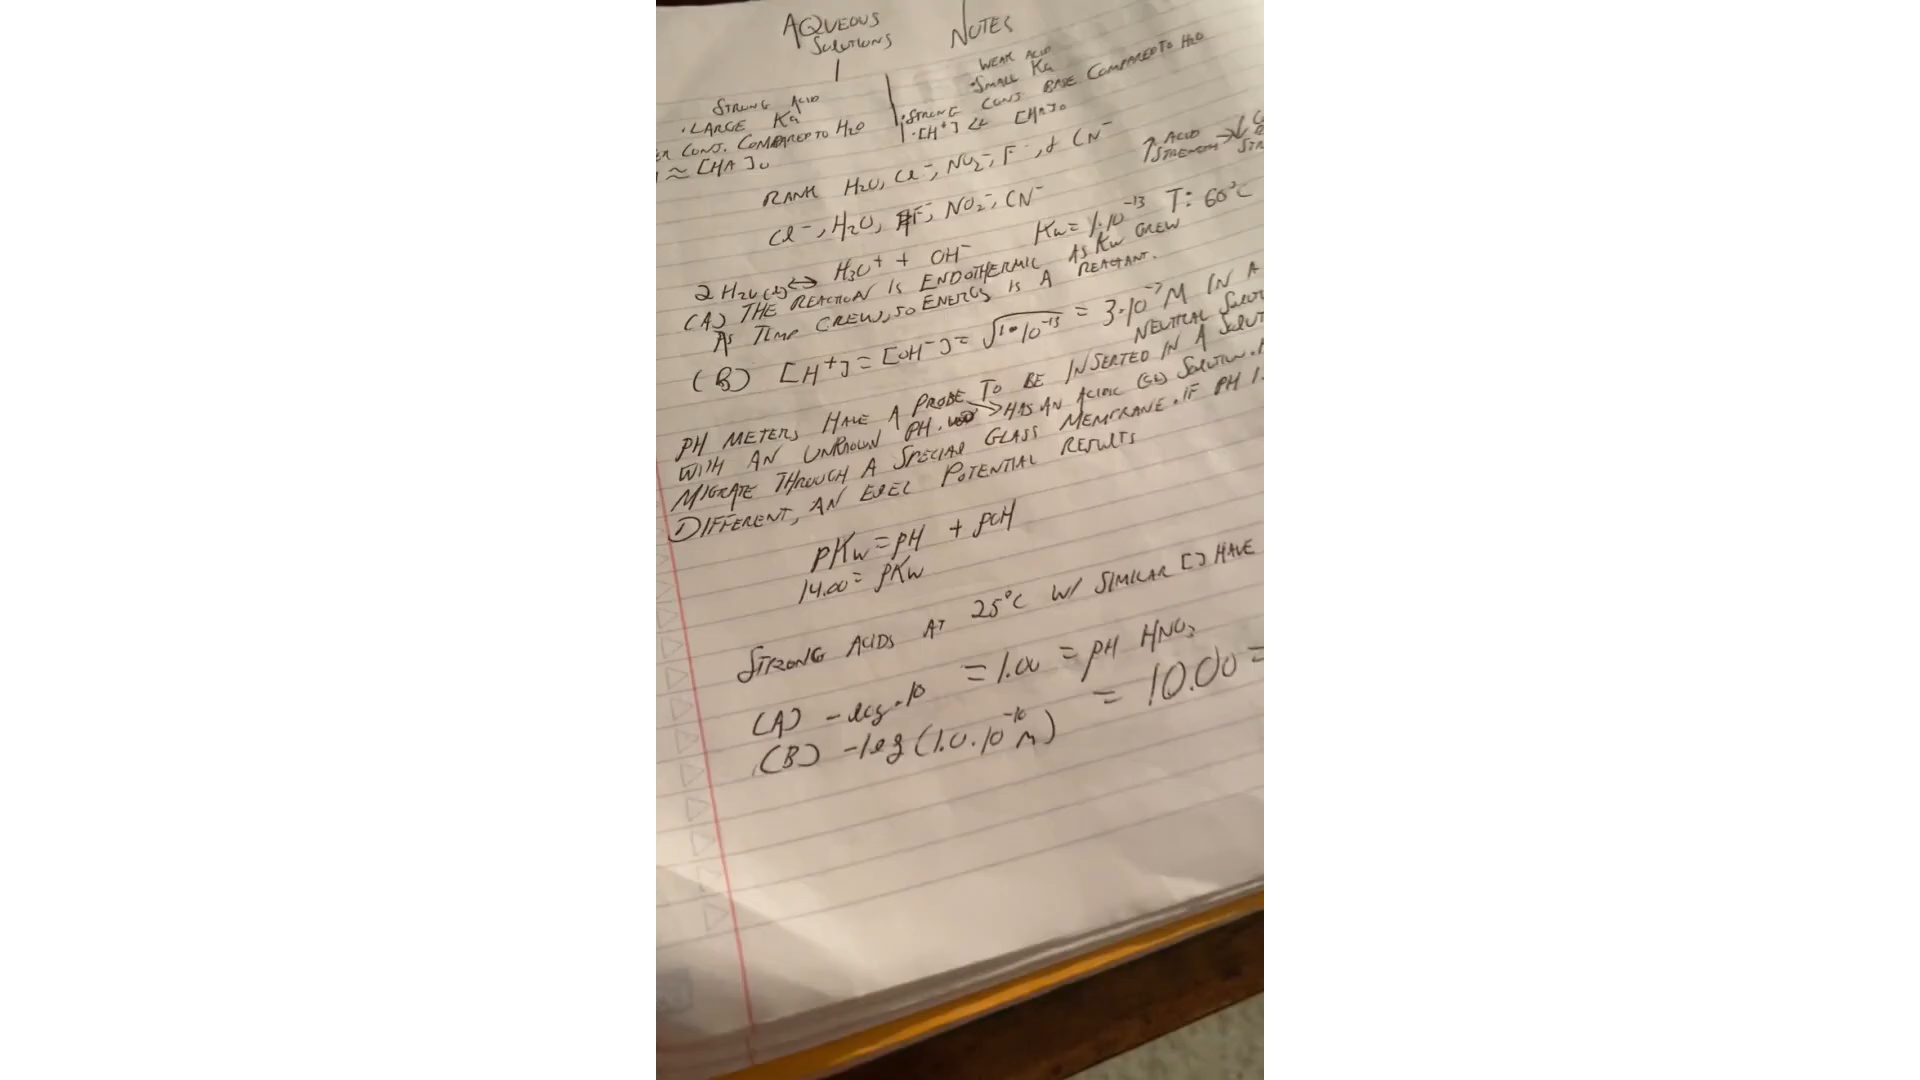 AQUEOUS SOLUTIONS NOTES
STRONG ACID
• LARGE Ka
CONJ. COMPARED TO H2O
≈ [HA]o
WEAK ACID
• SMALL Ka
• STRONG CONJ BASE COMPARED TO H2O
• [H+] << [HA]o
↑ ACID STRENGTH → ↓
RANK H2O, Cl-, NO2-, F-, & CN-
Cl-, H2O, F-, NO2-, CN-
2 H2O(l) ↔ H3O+ + OH- Kw = 1·10^-13 T: 60°C
(A) THE REACTION IS ENDOTHERMIC AS Kw GREW
AS TEMP GREW, SO ENERGY IS A REACTANT.
(B) [H+] = [OH-] = √1•10^-13 = 3·10^-7 M IN A
NEUTRAL
PH METERS HAVE A PROBE TO BE INSERTED IN A
WITH AN UNKNOWN PH. → HAS AN ACIDIC SOLUTION.
MIGRATE THROUGH A SPECIAL GLASS MEMBRANE. IF PH
DIFFERENT, AN ELEC POTENTIAL RESULTS
pKw = pH + pOH
14.00 = pKw
STRONG ACIDS AT 25°C W/ SIMILAR [] HAVE
(A) -log.10 = 1.00 = pH HNO3
(B) -log(1.0·10^-10 M) = 10.00 =